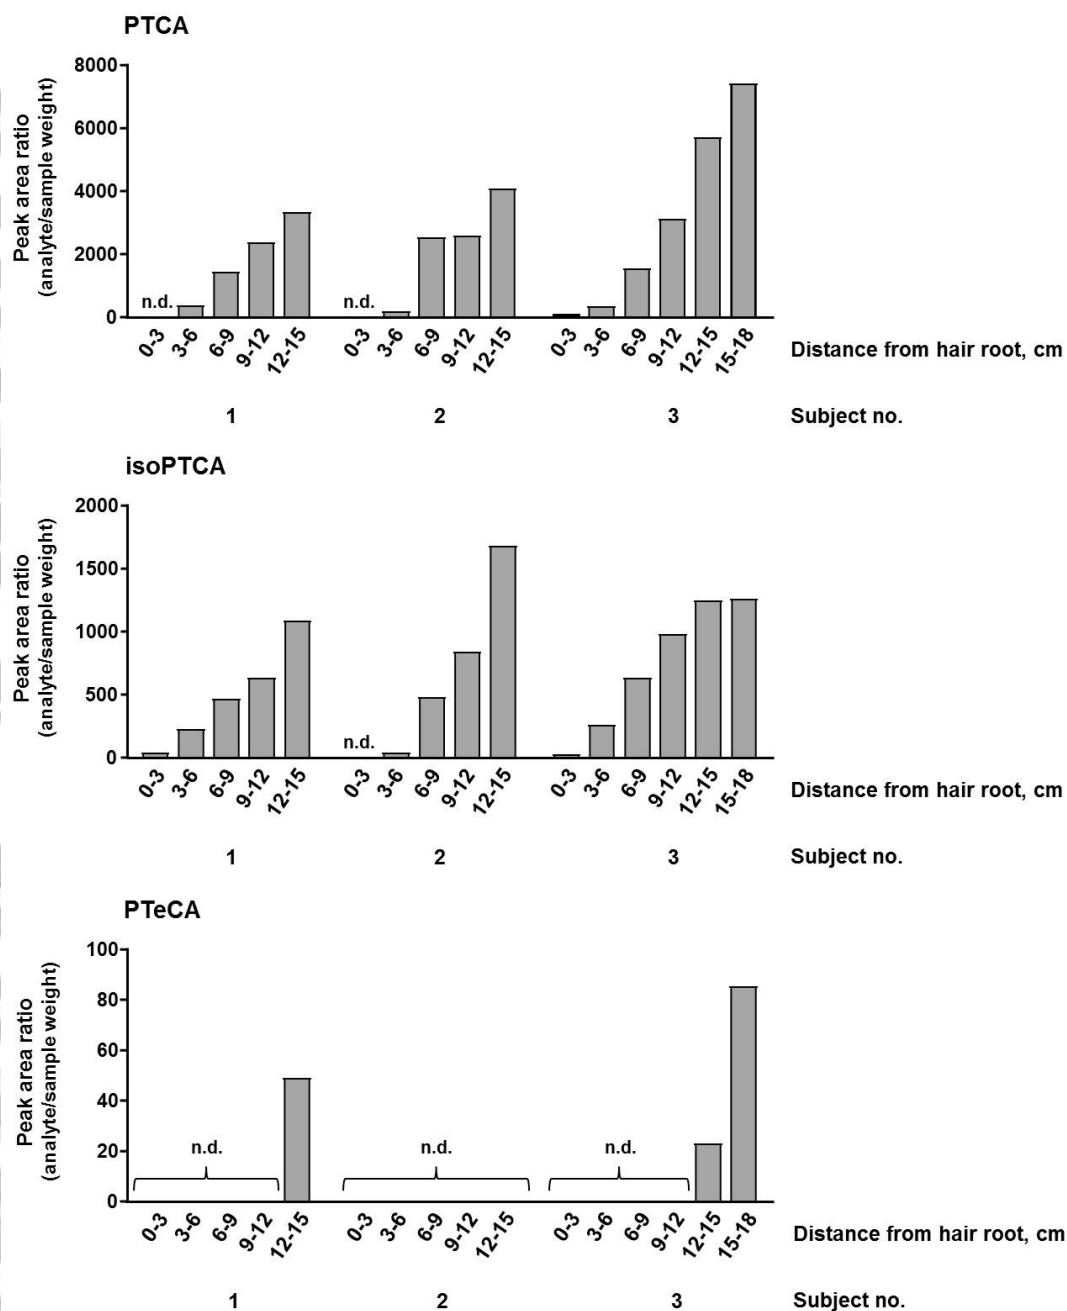 PTCA
Peak area ratio
(analyte/sample weight)
8000
6000
4000
2000
0
n.d.
n.d.
0-3 3-6 6-9 9-12 12-15 0-3 3-6 6-9 9-12 12-15 0-3 3-6 6-9 9-12 12-15 15-18
Distance from hair root, cm
1 2 3 Subject no.
isoPTCA
Peak area ratio
(analyte/sample weight)
2000
1500
1000
500
0
n.d.
0-3 3-6 6-9 9-12 12-15 0-3 3-6 6-9 9-12 12-15 0-3 3-6 6-9 9-12 12-15 15-18
Distance from hair root, cm
1 2 3 Subject no.
PTeCA
Peak area ratio
(analyte/sample weight)
100
80
60
40
20
0
n.d.
n.d.
n.d.
0-3 3-6 6-9 9-12 12-15 0-3 3-6 6-9 9-12 12-15 0-3 3-6 6-9 9-12 12-15 15-18
Distance from hair root, cm
1 2 3 Subject no.